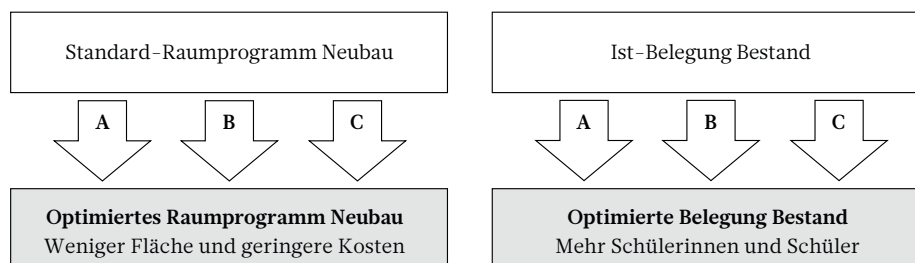 Standard-Raumprogramm Neubau
A B C
Optimiertes Raumprogramm Neubau
Weniger Fläche und geringere Kosten
Ist-Belegung Bestand
A B C
Optimierte Belegung Bestand
Mehr Schülerinnen und Schüler